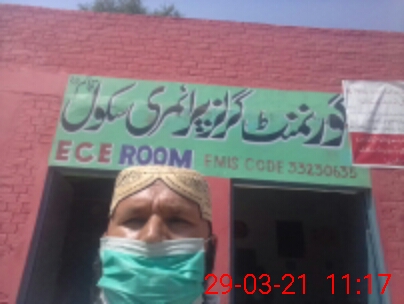 گورنمنٹ گرلز پرائمری سکول
ECE ROOM EMIS CODE 33230635
29-03-21 11:17